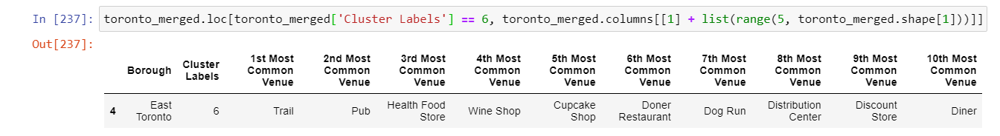 In [237]: toronto_merged.loc[toronto_merged['Cluster Labels'] == 6, toronto_merged.columns[[1] + list(range(5, toronto_merged.shape[1]))]]
Out[237]:
Borough Cluster Labels 1st Most Common Venue 2nd Most Common Venue 3rd Most Common Venue 4th Most Common Venue 5th Most Common Venue 6th Most Common Venue 7th Most Common Venue 8th Most Common Venue 9th Most Common Venue 10th Most Common Venue
4 East Toronto 6 Trail Pub Health Food Store Wine Shop Cupcake Shop Doner Restaurant Dog Run Distribution Center Discount Store Diner